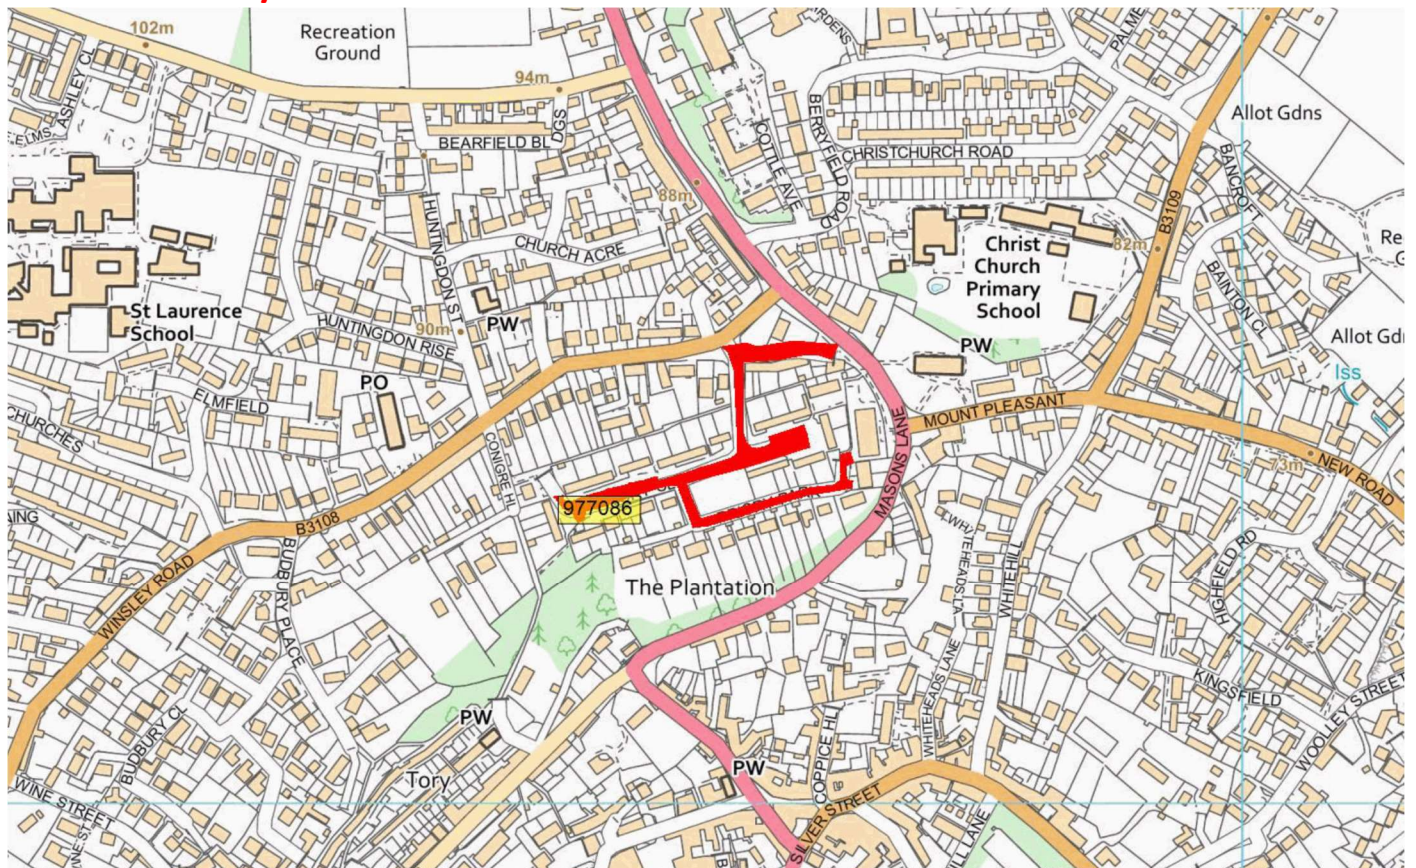 102m
Recreation
Ground
ASHLEY CL
ELMS
94m
DGS
BEARFIELD BL
88m
COTTLE AVE
BERRYFIELD ROAD
CHRISTCHURCH ROAD
Allot Gdns
BANCROFT
B3109
82m
HUNTINGDON ST
CHURCH ACRE
Christ
Church
Primary
School
BAINTON CL
St Laurence
School
HUNTINGDON RISE
90m
PW
PW
Iss
PO
ELMFIELD
CHURCHES
MOUNT PLEASANT
MASONS LANE
NEW ROAD
73m
CONIGRE HL
977086
B3108
WINSLEY ROAD
BUDBURY PLACE
The Plantation
WHITEHILL
HIGHFIELD RD
WHITEHEADS LANE
KINGSFIELD
WOOLLEY STREET
BUDBURY CL
PW
Tory
PW
COPPICE HL
WINE STREET
SILVER STREET